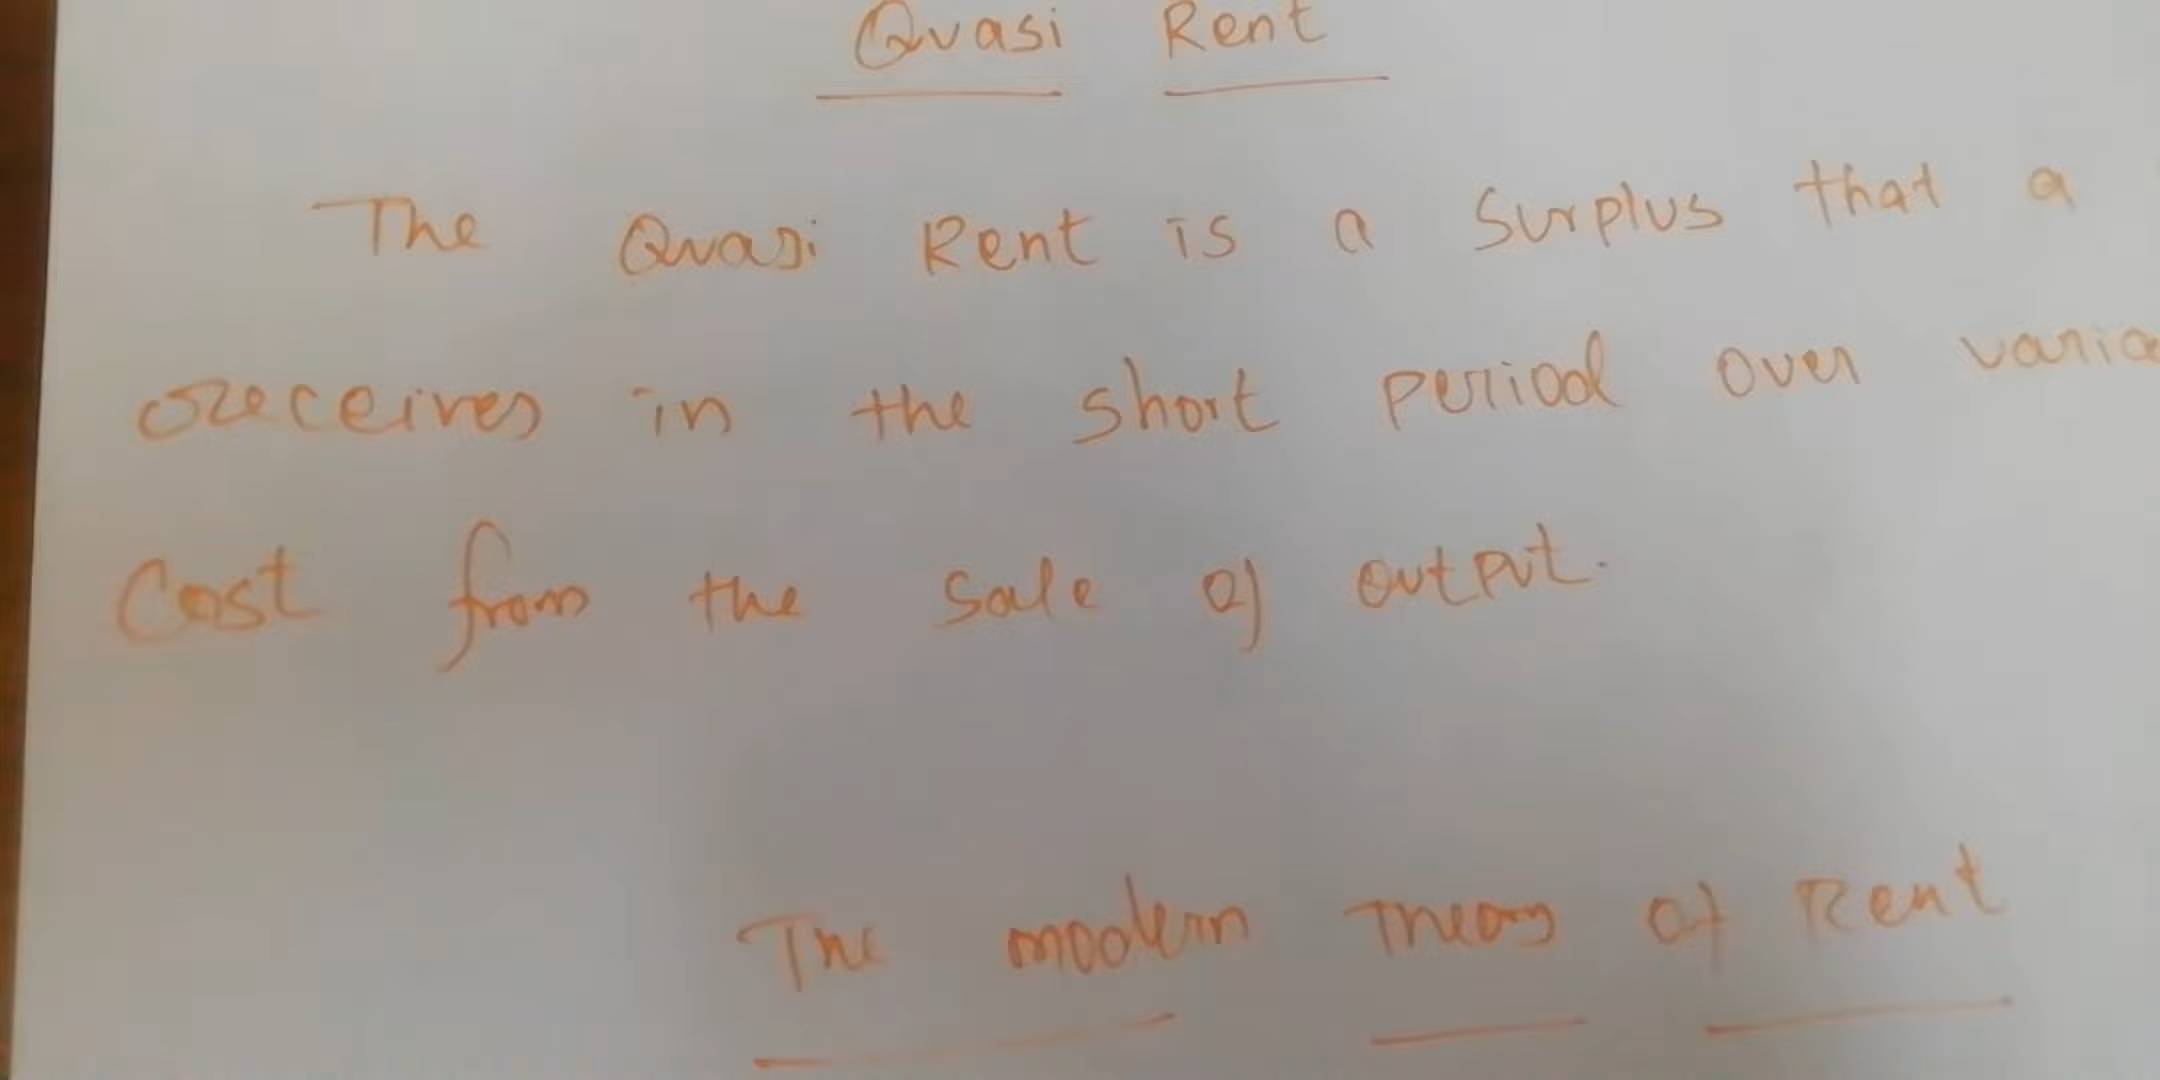 Quasi Rent
The Quasi Rent is a Surplus that a
receives in the short period over varia
Cost from the sale of output.
The modern Theory of Rent